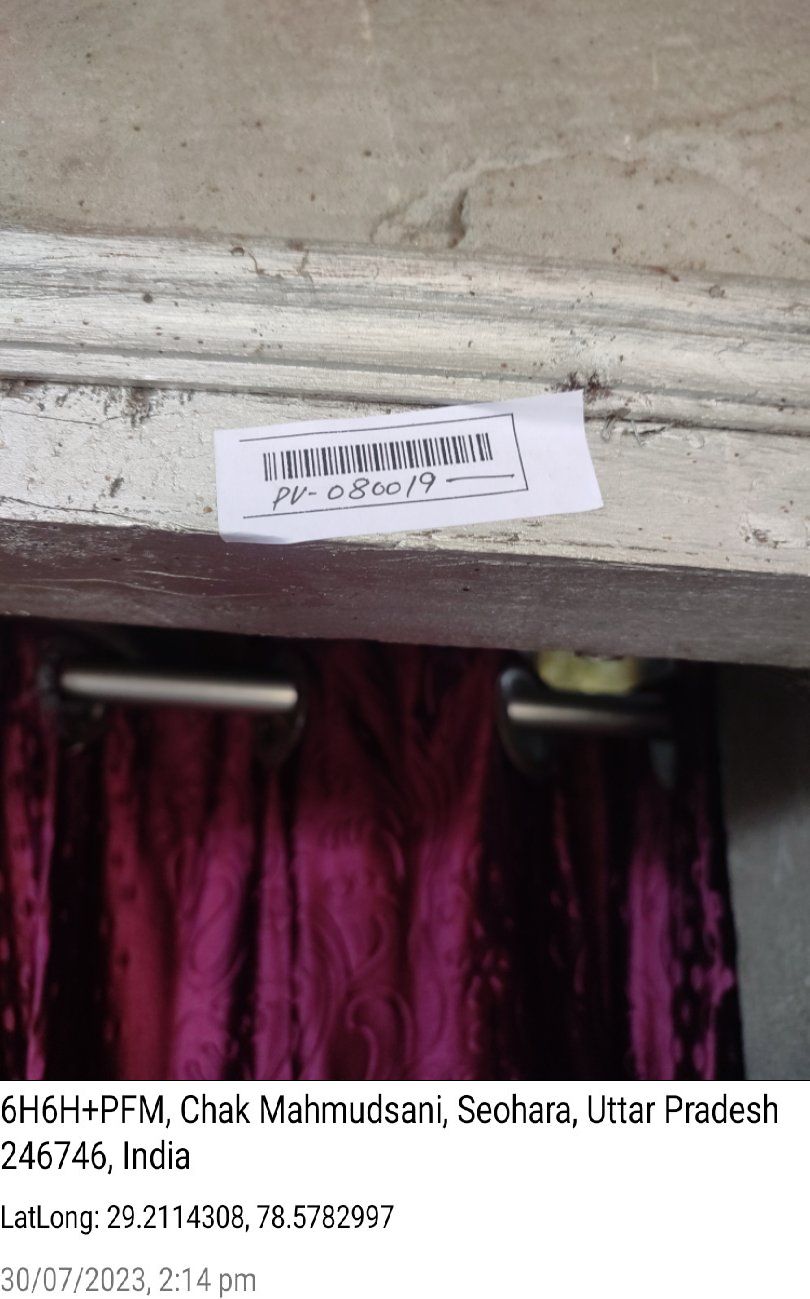 PV-080019
6H6H+PFM, Chak Mahmudsani, Seohara, Uttar Pradesh
246746, India
LatLong: 29.2114308, 78.5782997
30/07/2023, 2:14 pm